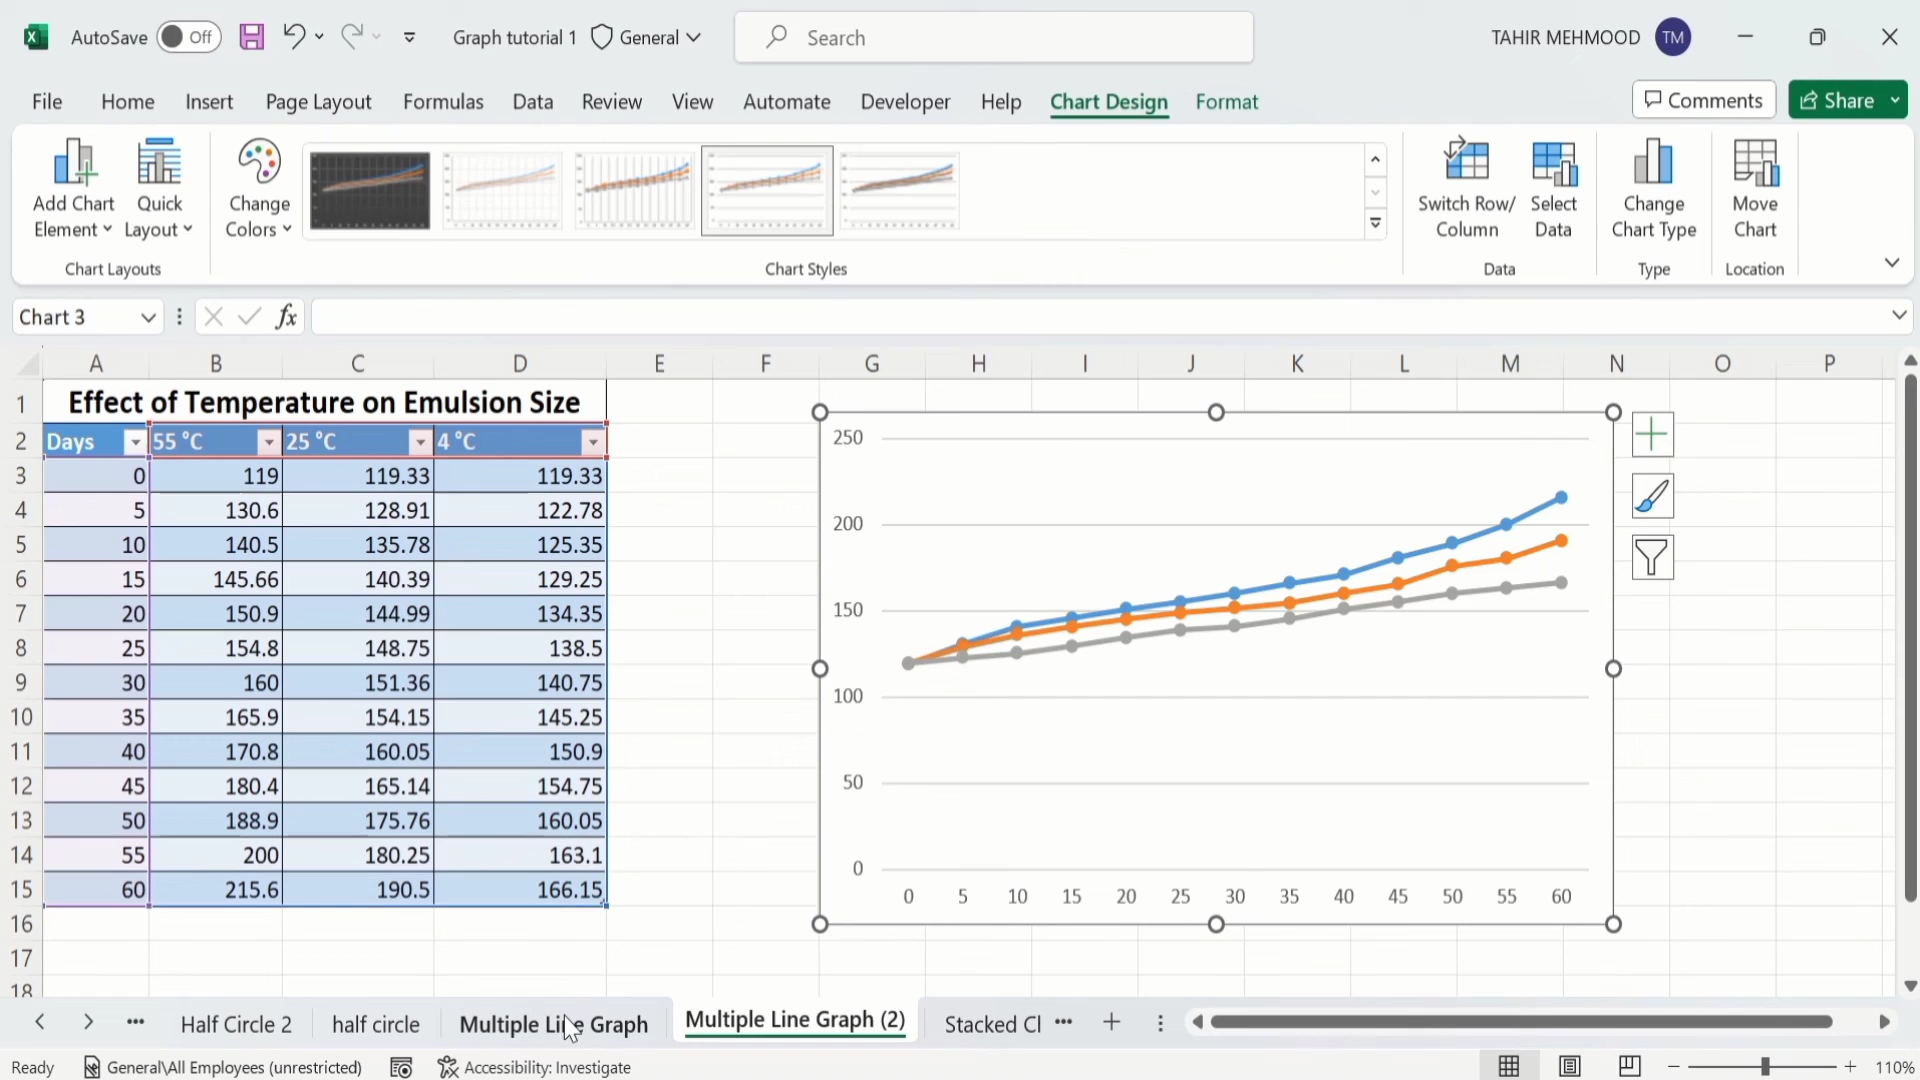 AutoSave Off Graph tutorial 1 General Search TAHIR MEHMOOD TM
File Home Insert Page Layout Formulas Data Review View Automate Developer Help Chart Design Format Comments Share
Add Chart Element
Quick Layout
Change Colors
Switch Row/ Column
Select Data
Change Chart Type
Move Chart
Chart Layouts Chart Styles Data Type Location
Chart 3 fx
A B C D E F G H I J K L M N O P
1 Effect of Temperature on Emulsion Size
2 Days 55 °C 25 °C 4 °C
3 0 119 119.33 119.33
4 5 130.6 128.91 122.78
5 10 140.5 135.78 125.35
6 15 145.66 140.39 129.25
7 20 150.9 144.99 134.35
8 25 154.8 148.75 138.5
9 30 160 151.36 140.75
10 35 165.9 154.15 145.25
11 40 170.8 160.05 150.9
12 45 180.4 165.14 154.75
13 50 188.9 175.76 160.05
14 55 200 180.25 163.1
15 60 215.6 190.5 166.15
16
17
18
250
200
150
100
50
0
0 5 10 15 20 25 30 35 40 45 50 55 60
Half Circle 2 half circle Multiple Line Graph Multiple Line Graph (2) Stacked Cl
Ready General\All Employees (unrestricted) Accessibility: Investigate 110%